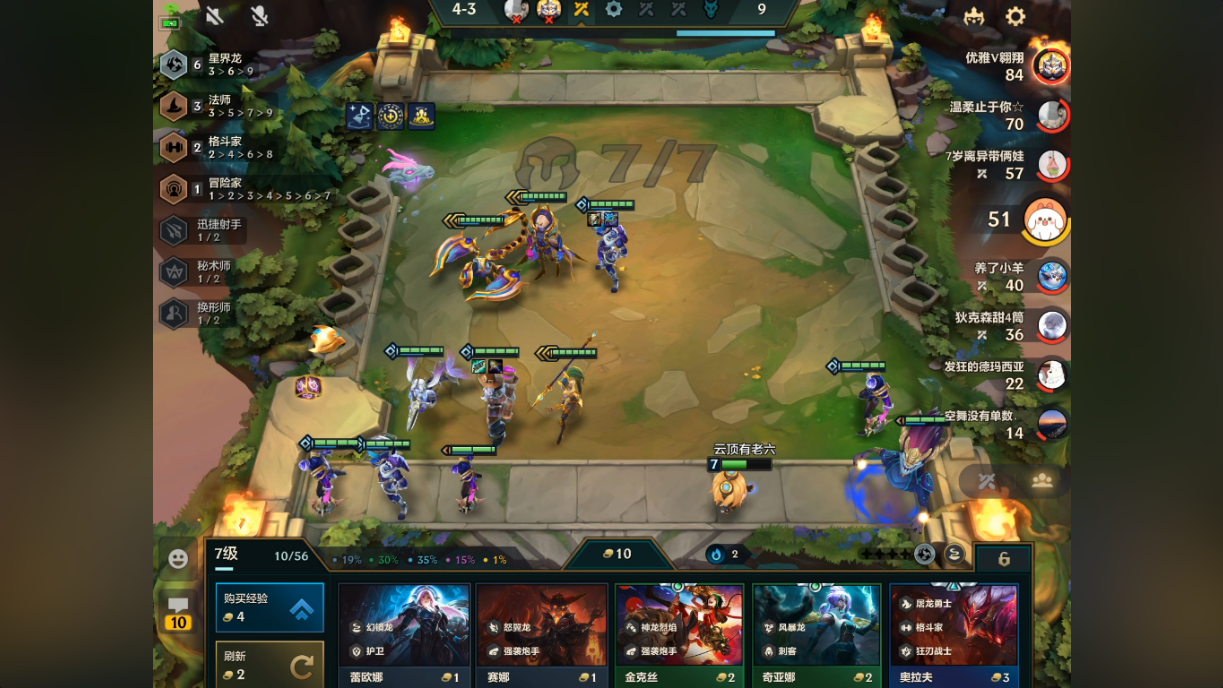 4-3
9
6 星界龙
3 > 6 > 9
3 法师
3 > 5 > 7 > 9
2 格斗家
2 > 4 > 6 > 8
1 冒险家
1 > 2 > 3 > 4 > 5 > 6 > 7
迅捷射手
1 / 2
秘术师
1 / 2
换形师
1 / 2
7/7
优雅V翱翔
84
温柔止于你☆
70
7岁离异带俩娃
57
51
养了小羊
40
狄克森甜4筒
36
发狂的德玛西亚
22
空舞没有单数
14
云顶有老六
7
7级
10/56
19% 30% 35% 15% 1%
10
2
6
购买经验
4
刷新
2
10
幻镜龙
护卫
蕾欧娜 1
怒翼龙
强袭炮手
赛娜 1
神龙烈焰
强袭炮手
金克丝 2
风暴龙
刺客
奇亚娜 2
屠龙勇士
格斗家
狂刃战士
奥拉夫 3